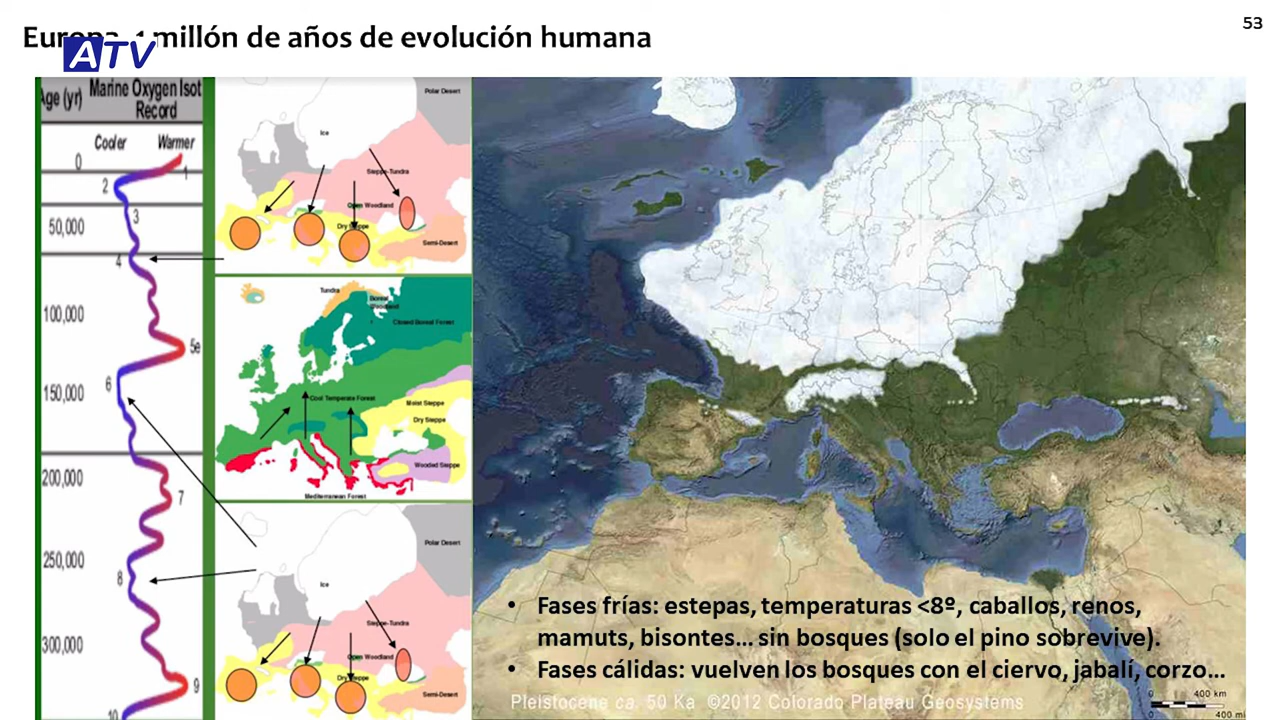 53
Europa, 1 millón de años de evolución humana
ATV
Age (yr)
Marine Oxygen Isot
Record
Cooler
Warmer
0
1
2
3
50,000
4
100,000
5e
150,000
6
200,000
7
250,000
8
300,000
9
10
Polar Desert
Ice
Steppe-Tundra
Open Woodland
Dry Steppe
Semi-Desert
Tundra
Boreal
Woodland
Closed Boreal Forest
Cool Temperate Forest
Moist Steppe
Dry Steppe
Wooded Steppe
Mediterranean Forest
Polar Desert
Ice
Steppe-Tundra
Open Woodland
Dry Steppe
Semi-Desert
• Fases frías: estepas, temperaturas <8º, caballos, renos,
mamuts, bisontes... sin bosques (solo el pino sobrevive).
• Fases cálidas: vuelven los bosques con el ciervo, jabalí, corzo...
Pleistocene ca. 50 Ka ©2012 Colorado Plateau Geosystems
0 400 km
0 400 mi